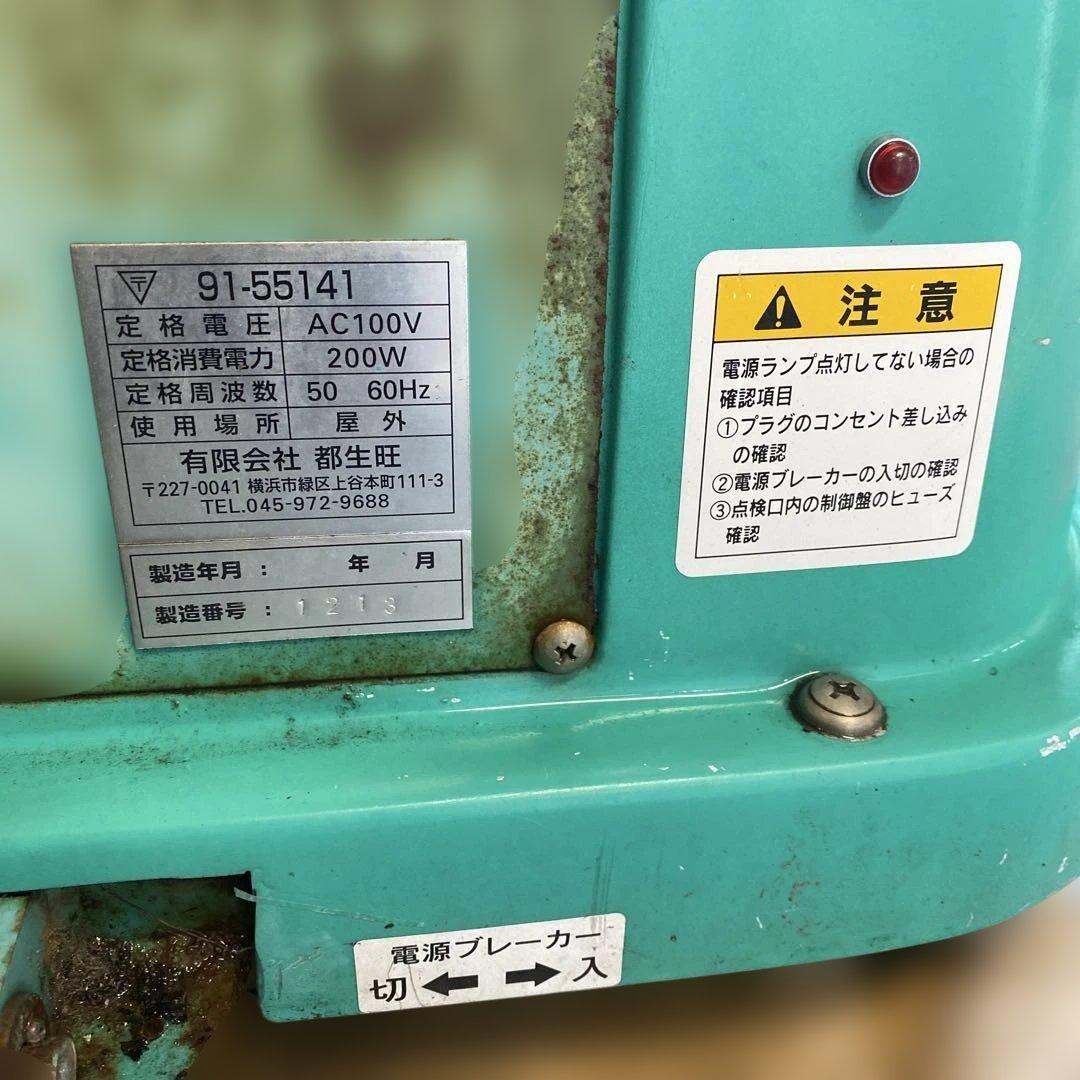 〒 91-55141
定格電圧 AC100V
定格消費電力 200W
定格周波数 50 60Hz
使用場所 屋外
有限会社 都生旺
〒227-0041 横浜市緑区上谷本町111-3
TEL.045-972-9688
製造年月： 年 月
製造番号： 1213
注意
電源ランプ点灯してない場合の
確認項目
①プラグのコンセント差し込み
の確認
②電源ブレーカーの入切の確認
③点検口内の制御盤のヒューズ
確認
電源ブレーカー
切 ← → 入